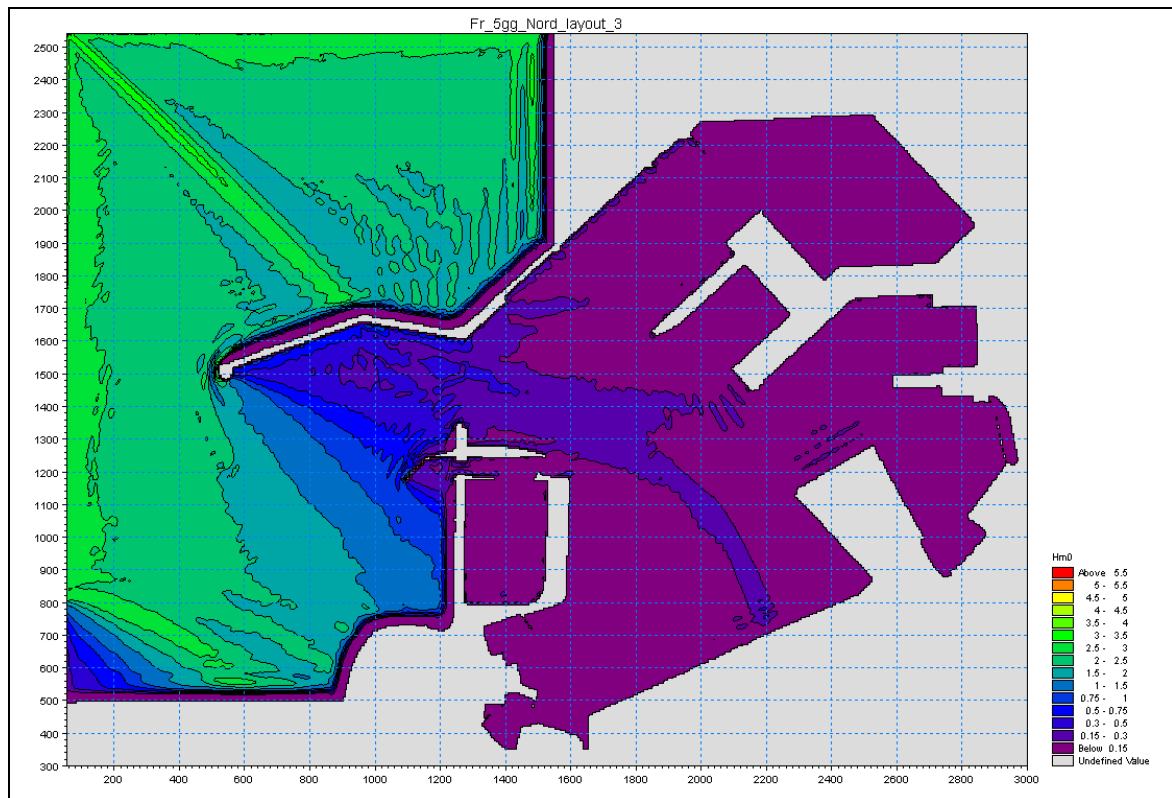 Fr_5gg_Nord_layout_3
2500
2400
2300
2200
2100
2000
1900
1800
1700
1600
1500
1400
1300
1200
1100
1000
900
800
700
600
500
400
300
200 400 600 800 1000 1200 1400 1600 1800 2000 2200 2400 2600 2800 3000
Hm0
Above 5.5
5 - 5.5
4.5 - 5
4 - 4.5
3.5 - 4
3 - 3.5
2.5 - 3
2 - 2.5
1.5 - 2
1 - 1.5
0.75 - 1
0.5 - 0.75
0.3 - 0.5
0.15 - 0.3
Below 0.15
Undefined Value